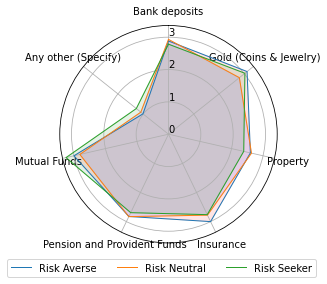 Bank deposits
3
Any other (Specify)
Gold (Coins & Jewelry)
2
1
0
Mutual Funds
Property
Pension and Provident Funds
Insurance
Risk Averse
Risk Neutral
Risk Seeker